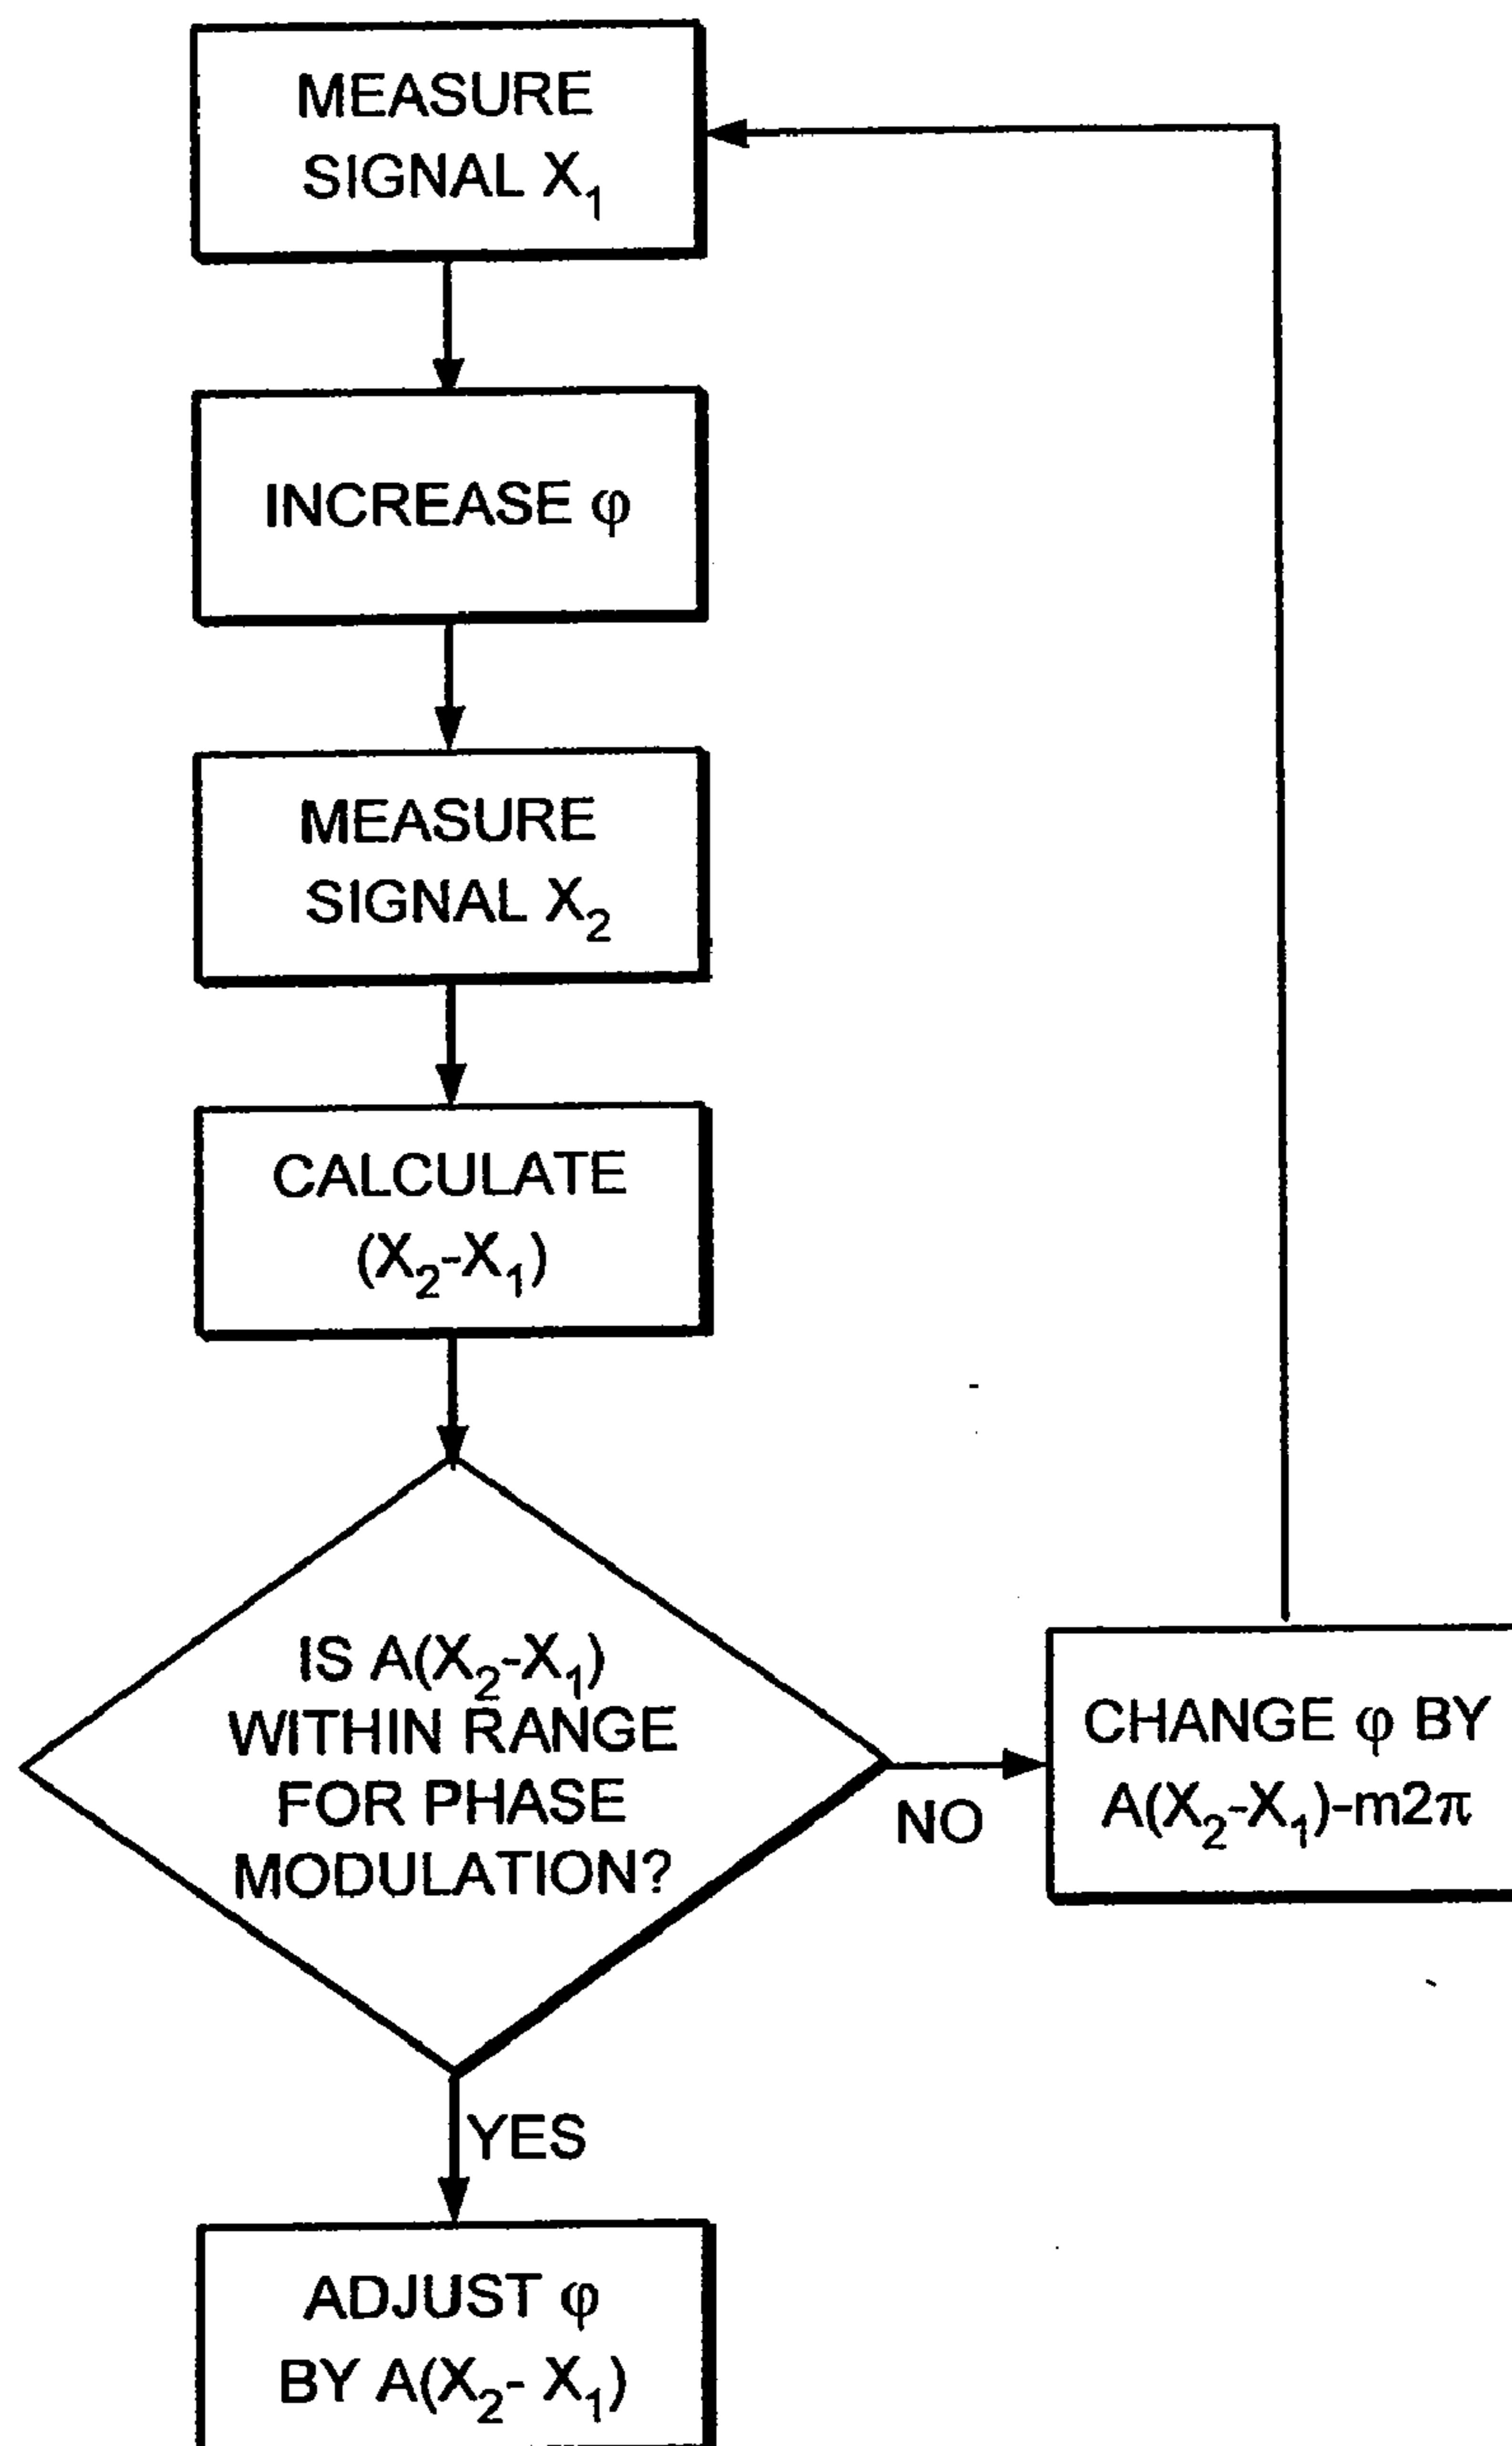 MEASURE
SIGNAL X₁
INCREASE φ
MEASURE
SIGNAL X₂
CALCULATE
(X₂-X₁)
IS A(X₂-X₁)
WITHIN RANGE
FOR PHASE
MODULATION?
NO
CHANGE φ BY
A(X₂-X₁)-m2π
YES
ADJUST φ
BY A(X₂- X₁)